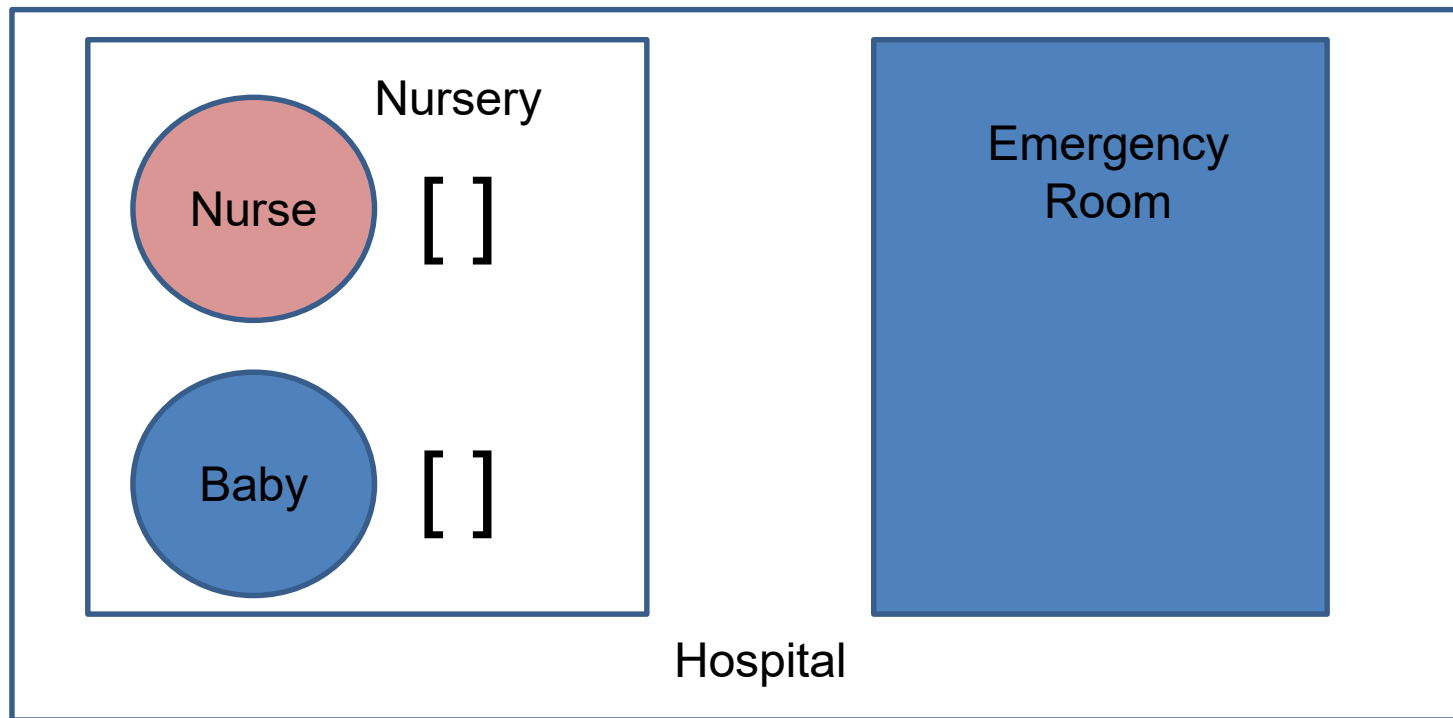 Nursery
Nurse
[ ]
Baby
[ ]
Emergency
Room
Hospital